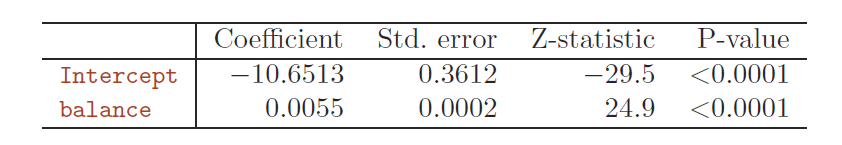 Coefficient Std. error Z-statistic P-value
Intercept −10.6513 0.3612 −29.5 <0.0001
balance 0.0055 0.0002 24.9 <0.0001